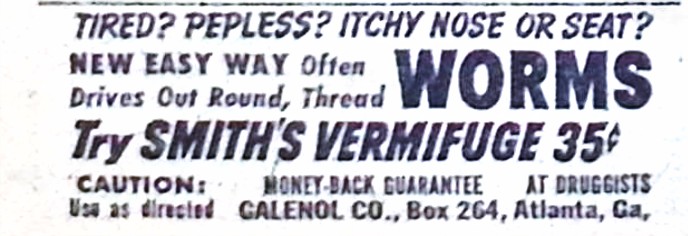 TIRED? PEPLESS? ITCHY NOSE OR SEAT?
NEW EASY WAY Often
Drives Out Round, Thread WORMS
Try SMITH'S VERMIFUGE 35¢
CAUTION: MONEY-BACK GUARANTEE AT DRUGGISTS
Use as directed GALENOL CO., Box 264, Atlanta, Ga.